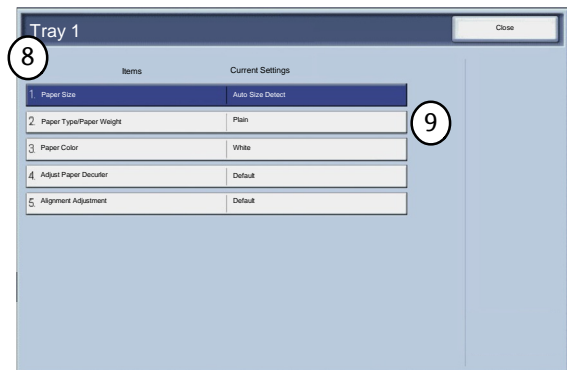 Tray 1
Close
8
Items Current Settings
1. Paper Size Auto Size Detect
2. Paper Type/Paper Weight Plain
9
3. Paper Color White
4. Adjust Paper Decurler Default
5. Alignment Adjustment Default